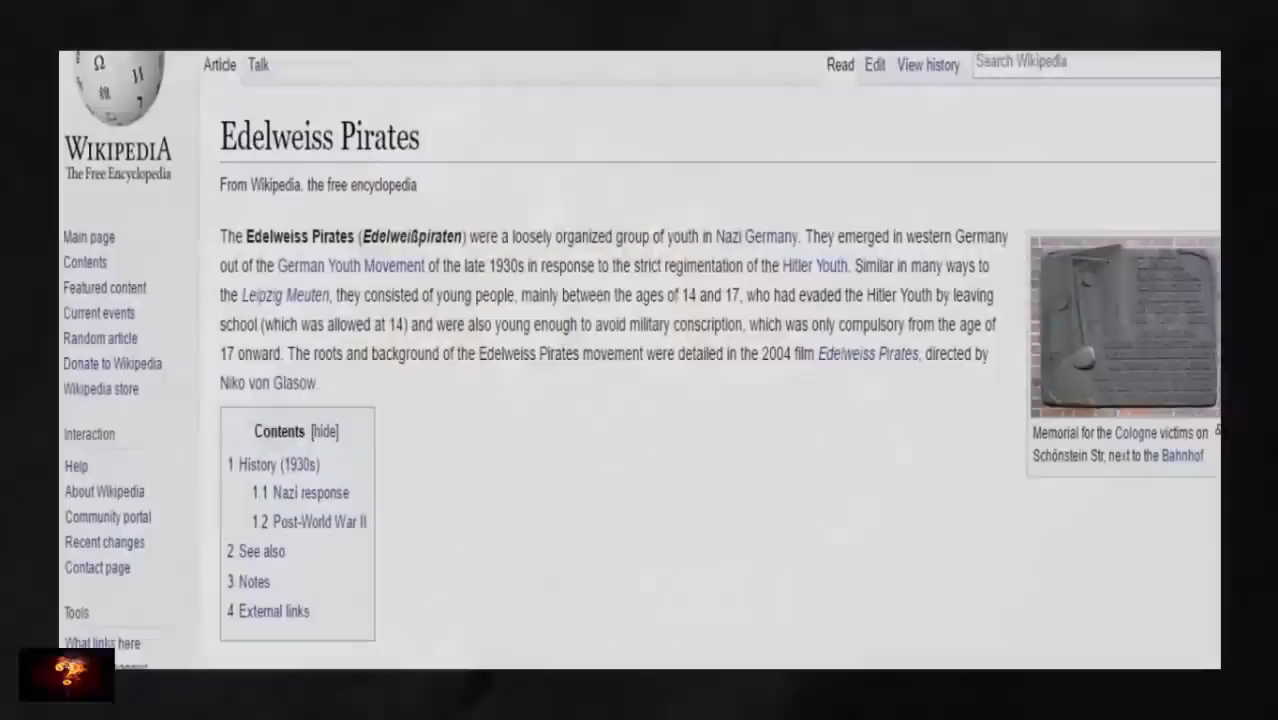 Article Talk
Read Edit View history Search Wikipedia
WIKIPEDIA
The Free Encyclopedia
Main page
Contents
Featured content
Current events
Random article
Donate to Wikipedia
Wikipedia store
Interaction
Help
About Wikipedia
Community portal
Recent changes
Contact page
Tools
What links here
Edelweiss Pirates
From Wikipedia, the free encyclopedia
The Edelweiss Pirates (Edelweißpiraten) were a loosely organized group of youth in Nazi Germany. They emerged in western Germany
out of the German Youth Movement of the late 1930s in response to the strict regimentation of the Hitler Youth. Similar in many ways to
the Leipzig Meuten, they consisted of young people, mainly between the ages of 14 and 17, who had evaded the Hitler Youth by leaving
school (which was allowed at 14) and were also young enough to avoid military conscription, which was only compulsory from the age of
17 onward. The roots and background of the Edelweiss Pirates movement were detailed in the 2004 film Edelweiss Pirates, directed by
Niko von Glasow.
Contents [hide]
1 History (1930s)
1.1 Nazi response
1.2 Post-World War II
2 See also
3 Notes
4 External links
Memorial for the Cologne victims on
Schönstein Str, next to the Bahnhof